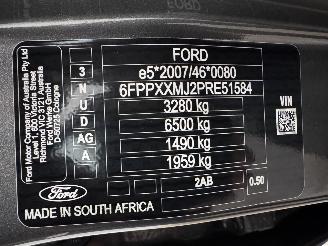 Ford Motor Company of Australia Pty Ltd
Level 1, 600 Victoria Street
Richmond VIC 3121 Australia
Ford Werke GmbH
D-50725 Cologne
FORD
3 e5*2007/46*0080
N 6FPPXXMJ2PRE51584
U 3280 kg
D 6500 kg
AG 1490 kg
A 1959 kg
VIN
Ford
2AB 0.50
MADE IN SOUTH AFRICA